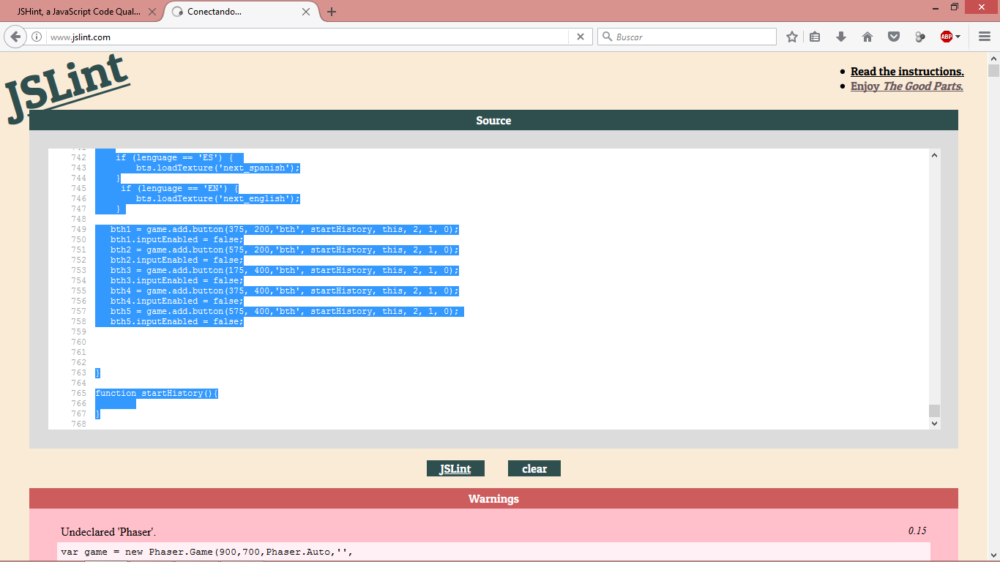 JSHint, a JavaScript Code Qual...
Conectando...
www.jslint.com
Buscar
ABP
JSLint
Read the instructions.
Enjoy The Good Parts.
Source
742 if (lenguage == 'ES') {
743 bts.loadTexture('next_spanish');
744 }
745 if (lenguage == 'EN') {
746 bts.loadTexture('next_english');
747 }
748
749 bth1 = game.add.button(375, 200,'bth', startHistory, this, 2, 1, 0);
750 bth1.inputEnabled = false;
751 bth2 = game.add.button(575, 200,'bth', startHistory, this, 2, 1, 0);
752 bth2.inputEnabled = false;
753 bth3 = game.add.button(175, 400,'bth', startHistory, this, 2, 1, 0);
754 bth3.inputEnabled = false;
755 bth4 = game.add.button(375, 400,'bth', startHistory, this, 2, 1, 0);
756 bth4.inputEnabled = false;
757 bth5 = game.add.button(575, 400,'bth', startHistory, this, 2, 1, 0);
758 bth5.inputEnabled = false;
759
760
761
762
763 }
764
765 function startHistory(){
766
767 }
768
JSLint
clear
Warnings
Undeclared 'Phaser'.
0.15
var game = new Phaser.Game(900,700,Phaser.Auto,'',